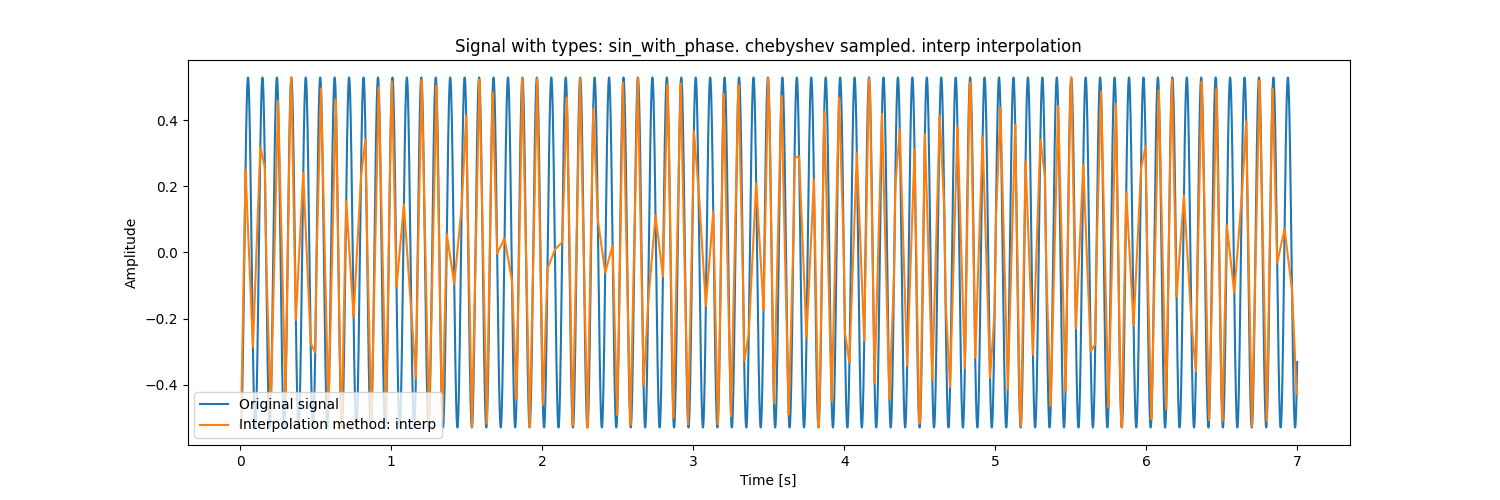 Signal with types: sin_with_phase. chebyshev sampled. interp interpolation
Amplitude
0.4
0.2
0.0
−0.2
−0.4
Original signal
Interpolation method: interp
0 1 2 3 4 5 6 7
Time [s]